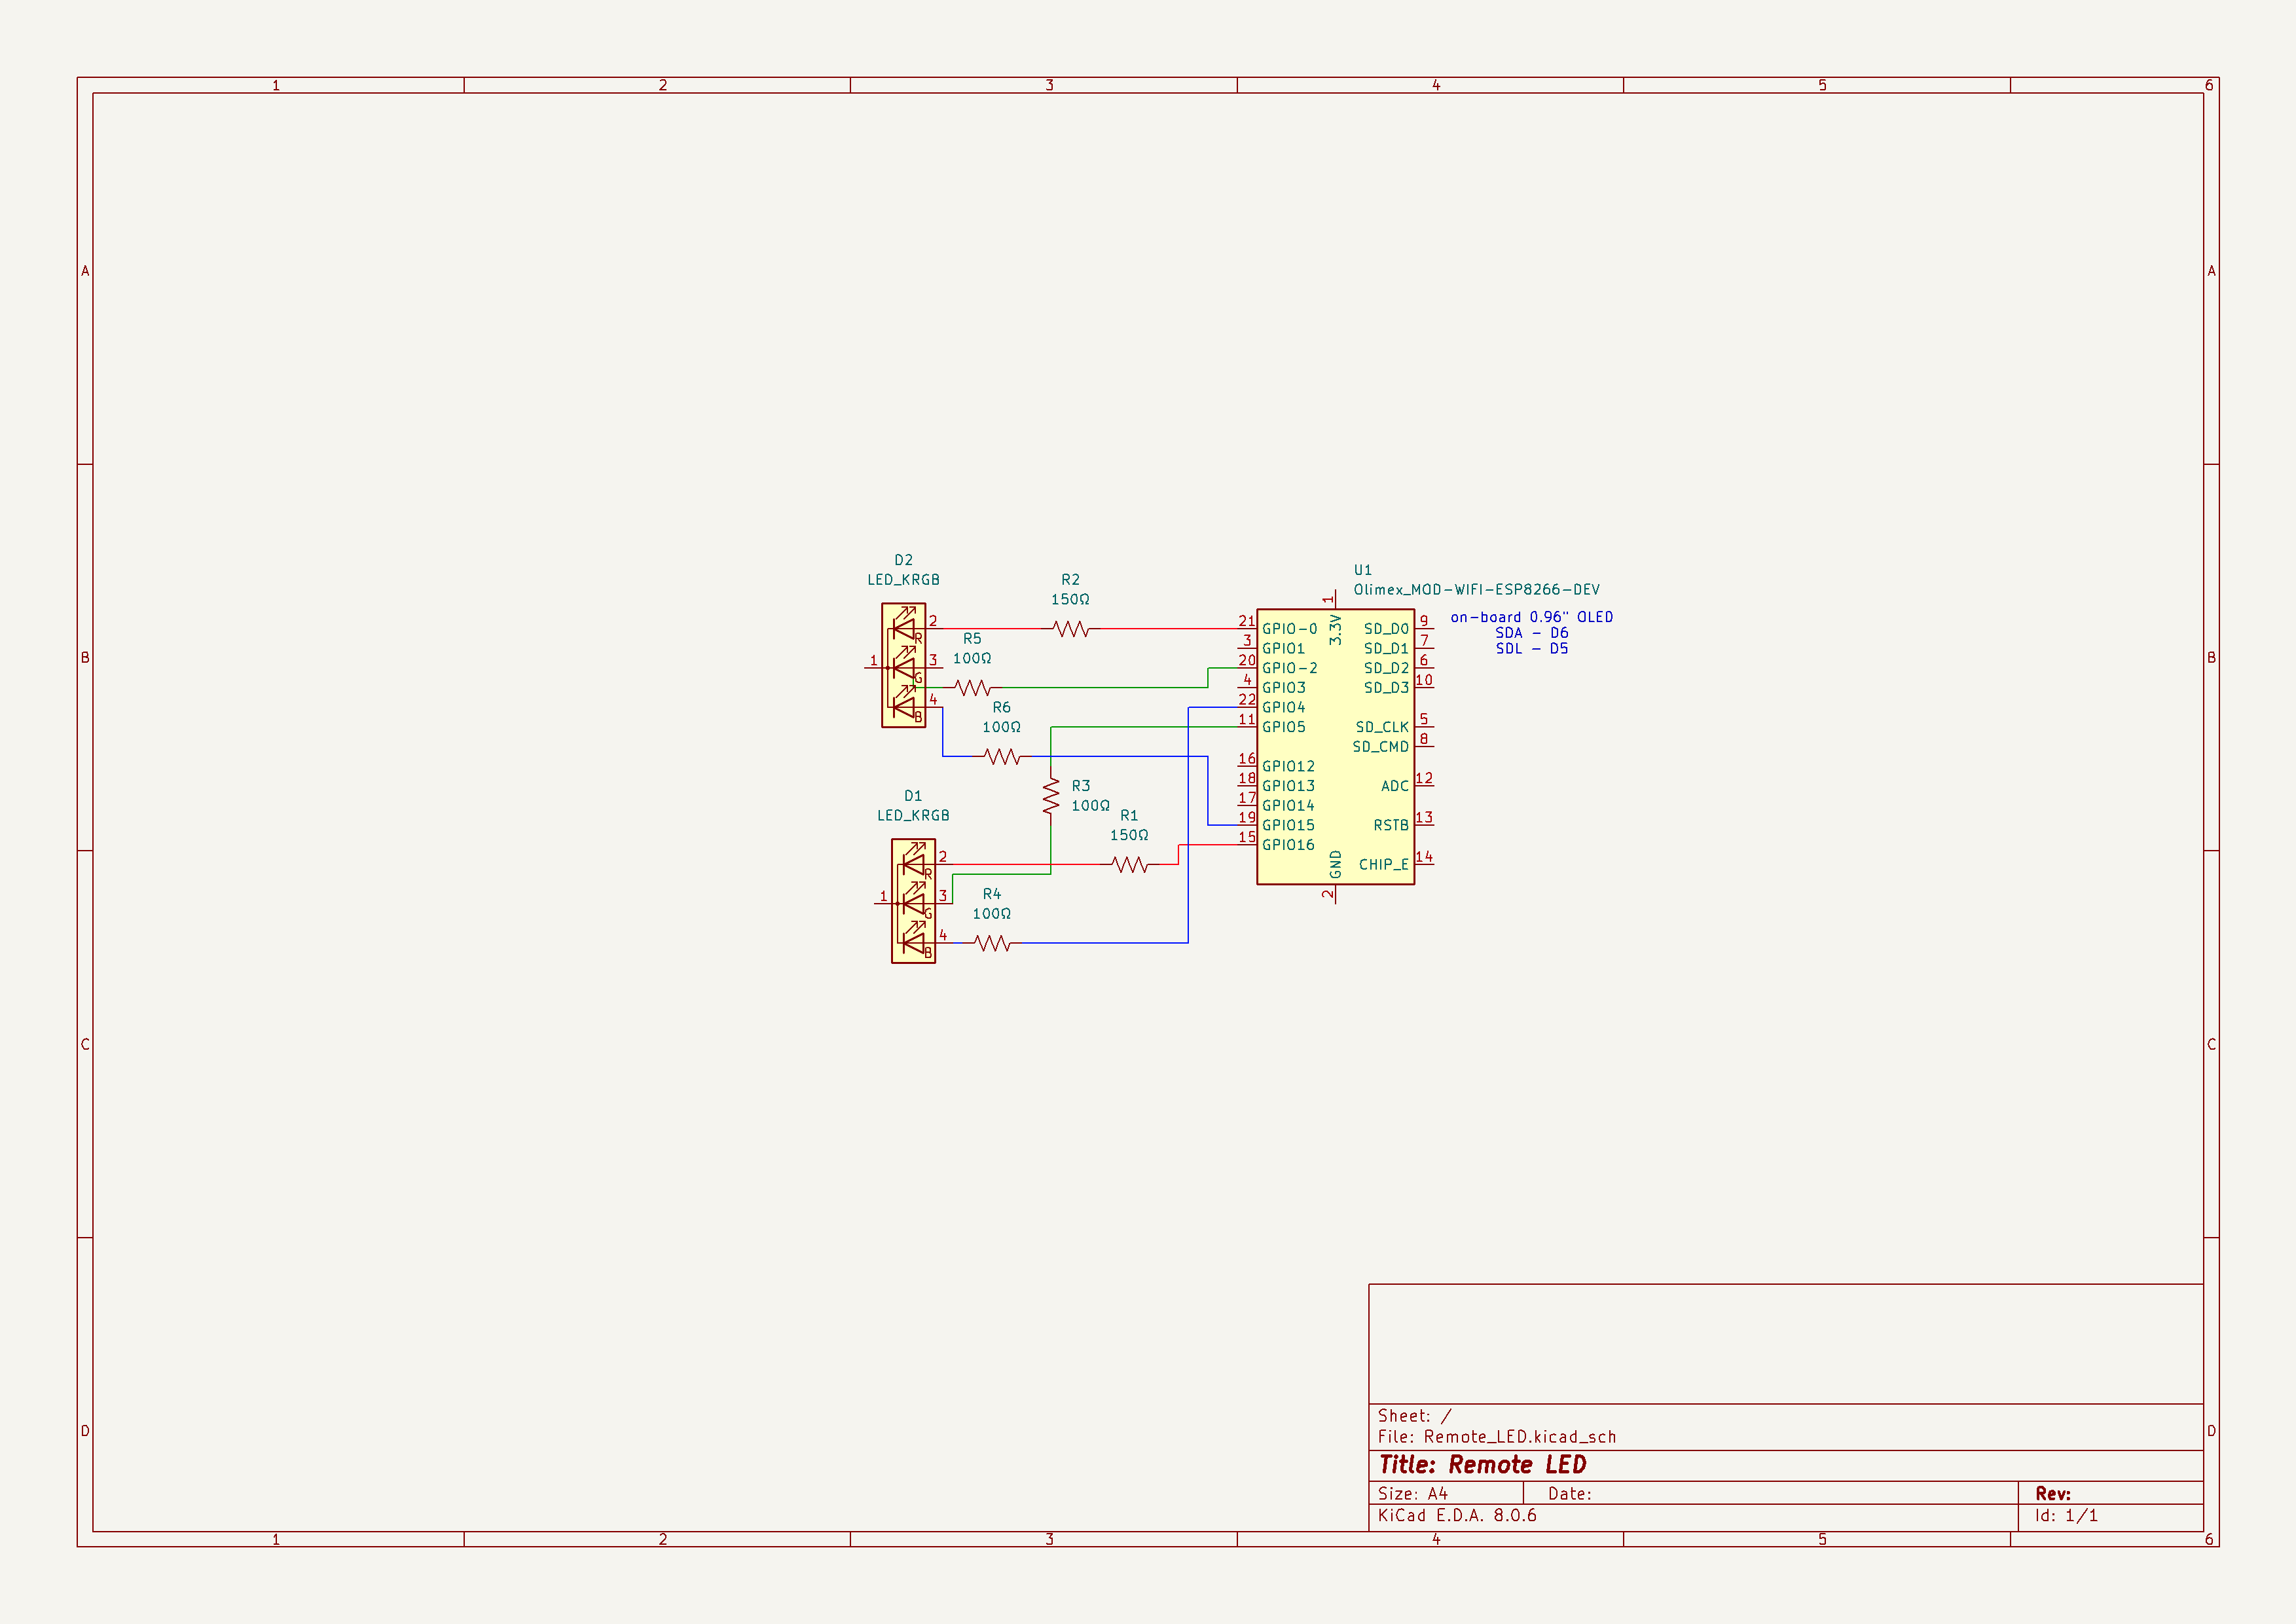 1 2 3 4 5 6
A A
B B
C C
D D
D2
LED_KRGB
1
2
3
4
R
G
B
R2
150Ω
R5
100Ω
R6
100Ω
R3
100Ω
R1
150Ω
D1
LED_KRGB
1
2
3
4
R
G
B
R4
100Ω
U1
Olimex_MOD-WIFI-ESP8266-DEV
1
3.3V
21 GPIO-0
3 GPIO1
20 GPIO-2
4 GPIO3
22 GPIO4
11 GPIO5
16 GPIO12
18 GPIO13
17 GPIO14
19 GPIO15
15 GPIO16
SD_D0 9
SD_D1 7
SD_D2 6
SD_D3 10
SD_CLK 5
SD_CMD 8
ADC 12
RSTB 13
CHIP_E 14
GND
2
on-board 0.96" OLED
SDA - D6
SDL - D5
Sheet: /
File: Remote_LED.kicad_sch
Title: Remote LED
Size: A4 Date: Rev:
KiCad E.D.A. 8.0.6 Id: 1/1
1 2 3 4 5 6